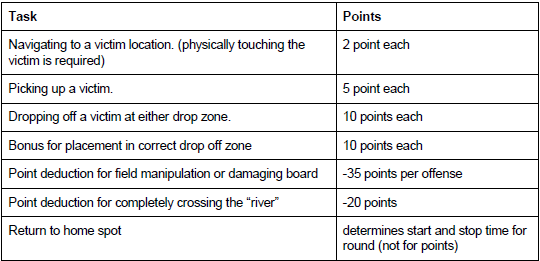 Task Points
Navigating to a victim location. (physically touching the 2 point each
victim is required)
Picking up a victim. 5 point each
Dropping off a victim at either drop zone. 10 points each
Bonus for placement in correct drop off zone 10 points each
Point deduction for field manipulation or damaging board -35 points per offense
Point deduction for completely crossing the “river” -20 points
Return to home spot determines start and stop time for
round (not for points)